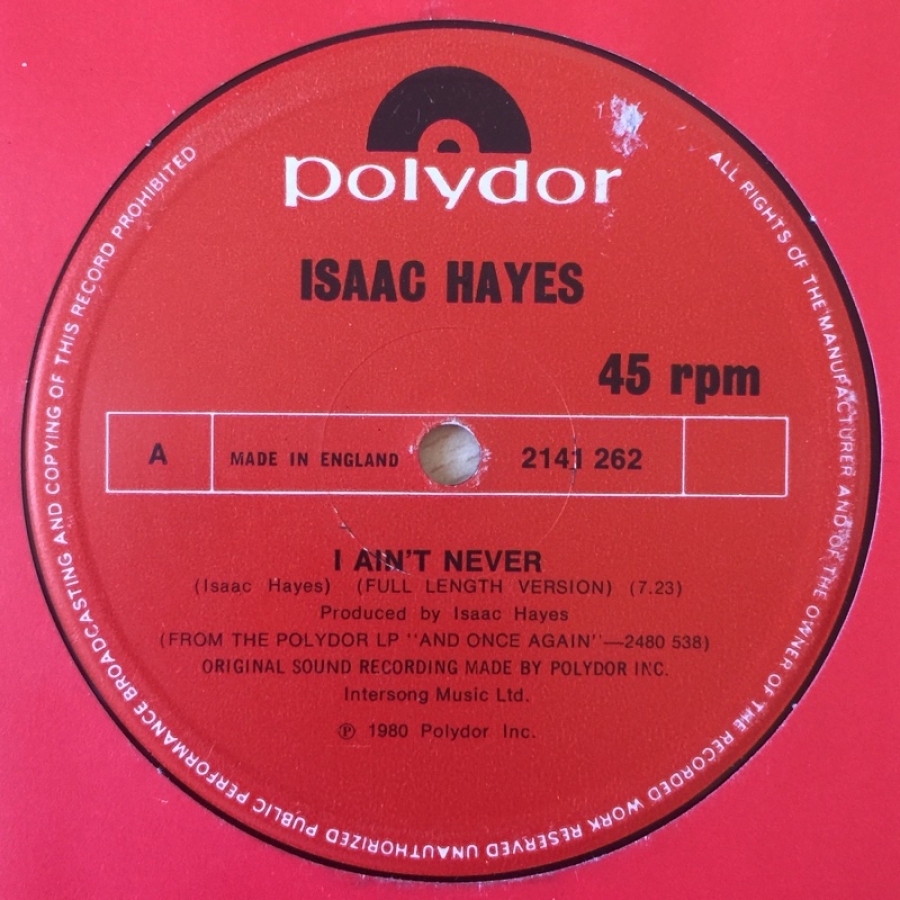 polydor
ISAAC HAYES
45 rpm
A
MADE IN ENGLAND
2141 262
I AIN'T NEVER
(Isaac Hayes) (FULL LENGTH VERSION) (7.23)
Produced by Isaac Hayes
(FROM THE POLYDOR LP "AND ONCE AGAIN"—2480 538)
ORIGINAL SOUND RECORDING MADE BY POLYDOR INC.
Intersong Music Ltd.
℗ 1980 Polydor Inc.
ALL RIGHTS OF THE MANUFACTURER AND OF THE OWNER OF THE RECORDED WORK RESERVED UNAUTHORIZED PUBLIC PERFORMANCE BROADCASTING AND COPYING OF THIS RECORD PROHIBITED